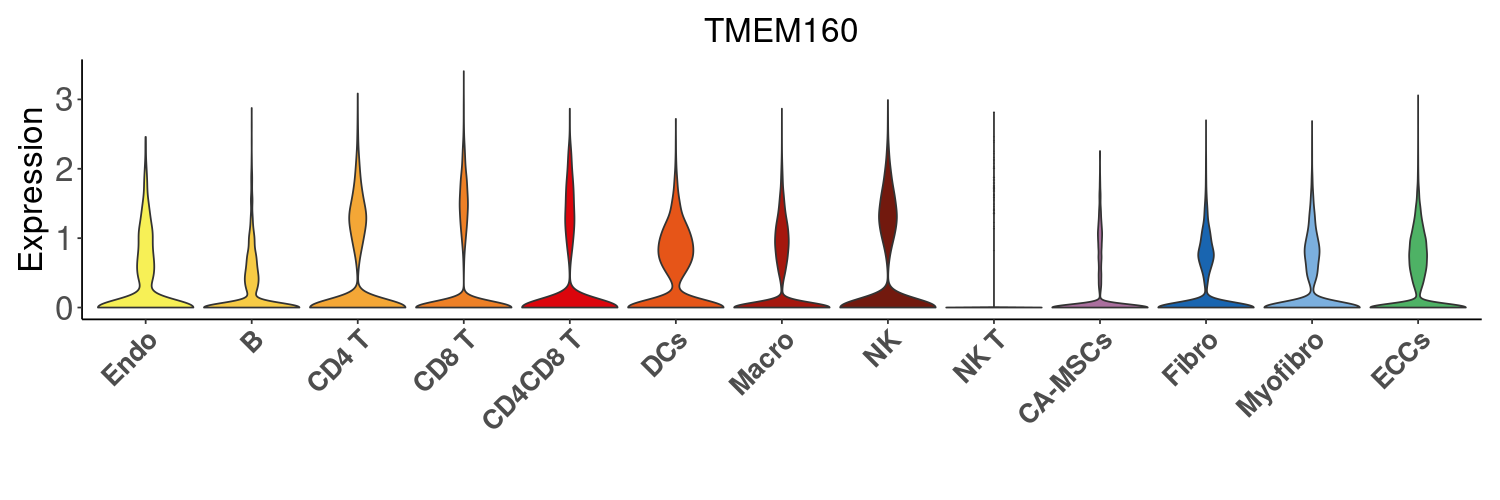 TMEM160
Expression
3
2
1
0
Endo
B
CD4 T
CD8 T
CD4CD8 T
DCs
Macro
NK
NK T
CA-MSCs
Fibro
Myofibro
ECCs